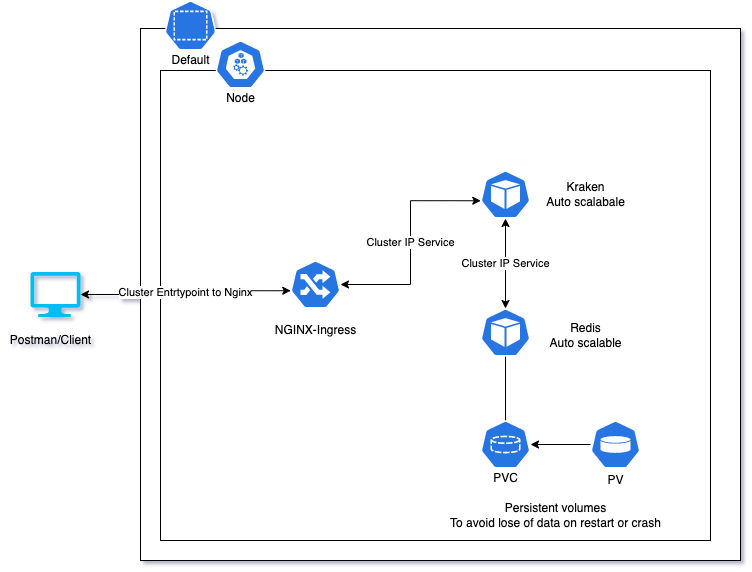 Default
Node
Kraken
Auto scalabale
Cluster IP Service
Cluster IP Service
Cluster Entrtypoint to Nginx
NGINX-Ingress
Postman/Client
Redis
Auto scalable
PVC
PV
Persistent volumes
To avoid lose of data on restart or crash